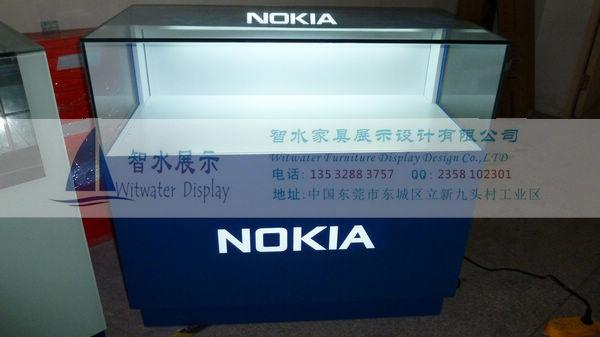 NOKIA
智水家具展示设计有限公司
Witwater Furniture Display Design Co.,LTD
智水展示
Witwater Display
电话: 135 3288 3757 QQ: 2358 102301
地址: 中国东莞市东城区立新九头村工业区
NOKIA